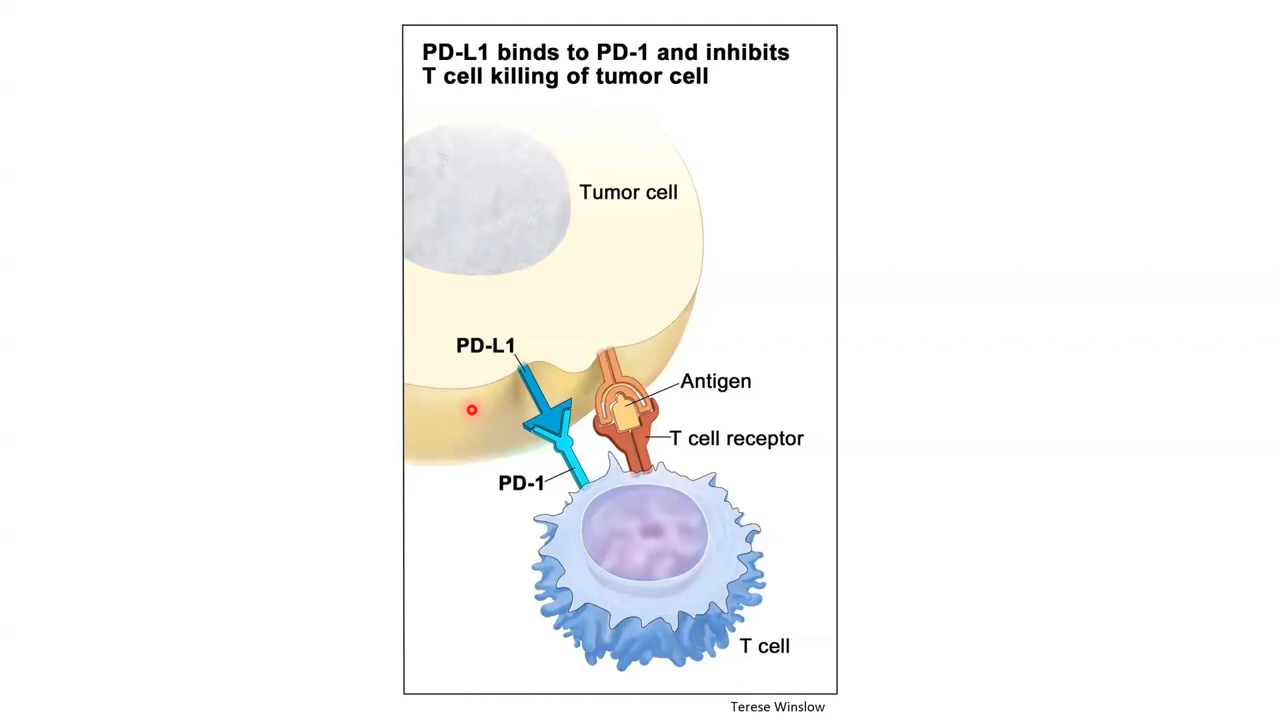 PD-L1 binds to PD-1 and inhibits
T cell killing of tumor cell
Tumor cell
PD-L1
Antigen
T cell receptor
PD-1
T cell
Terese Winslow